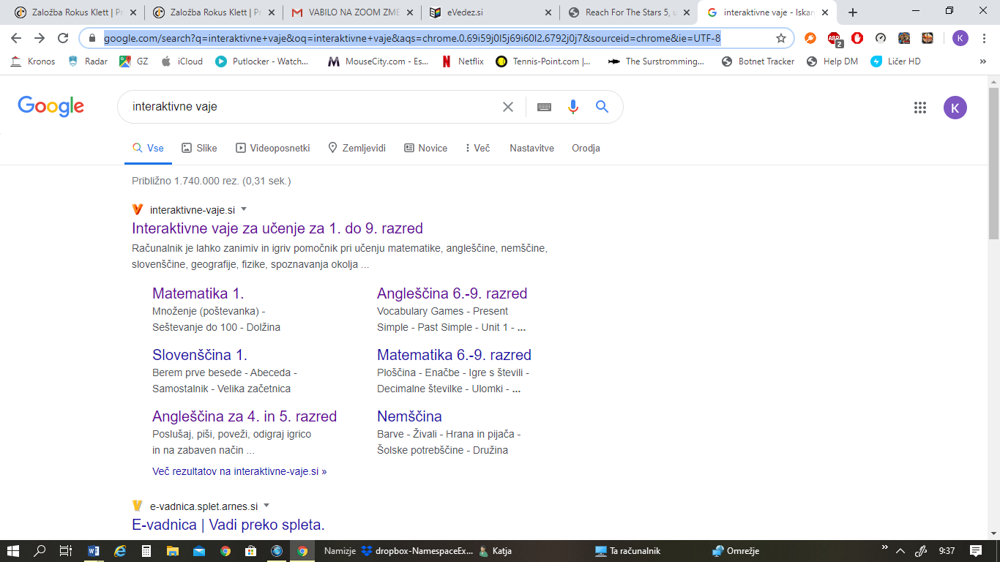 Založba Rokus Klett | Pr
Založba Rokus Klett | Pr
VABILO NA ZOOM ZME
eVedez.si
Reach For The Stars 5, u
interaktivne vaje - Iskan
google.com/search?q=interaktivne+vaje&oq=interaktivne+vaje&aqs=chrome.0.69i59j0l5j69i60l2.6792j0j7&sourceid=chrome&ie=UTF-8
ABP
2
K
Kronos
Radar
GZ
iCloud
Putlocker - Watch...
MouseCity.com - Es...
Netflix
Tennis-Point.com |...
The Surstromming...
Botnet Tracker
Help DM
Ličer HD
»
Google
interaktivne vaje
K
Vse
Slike
Videoposnetki
Zemljevidi
Novice
Več
Nastavitve
Orodja
Približno 1.740.000 rez. (0,31 sek.)
interaktivne-vaje.si
Interaktivne vaje za učenje za 1. do 9. razred
Računalnik je lahko zanimiv in igriv pomočnik pri učenju matematike, angleščine, nemščine,
slovenščine, geografije, fizike, spoznavanja okolja ...
Matematika 1.
Množenje (poštevanka) -
Seštevanje do 100 - Dolžina
Angleščina 6.-9. razred
Vocabulary Games - Present
Simple - Past Simple - Unit 1 - ...
Slovenščina 1.
Berem prve besede - Abeceda -
Samostalnik - Velika začetnica
Matematika 6.-9. razred
Ploščina - Enačbe - Igre s števili -
Decimalne številke - Ulomki - ...
Angleščina za 4. in 5. razred
Poslušaj, piši, poveži, odigraj igrico
in na zabaven način ...
Nemščina
Barve - Živali - Hrana in pijača -
Šolske potrebščine - Družina
Več rezultatov na interaktivne-vaje.si »
e-vadnica.splet.arnes.si
E-vadnica | Vadi preko spleta.
Namizje
dropbox-NamespaceEx...
Katja
Ta računalnik
Omrežje
»
9:37